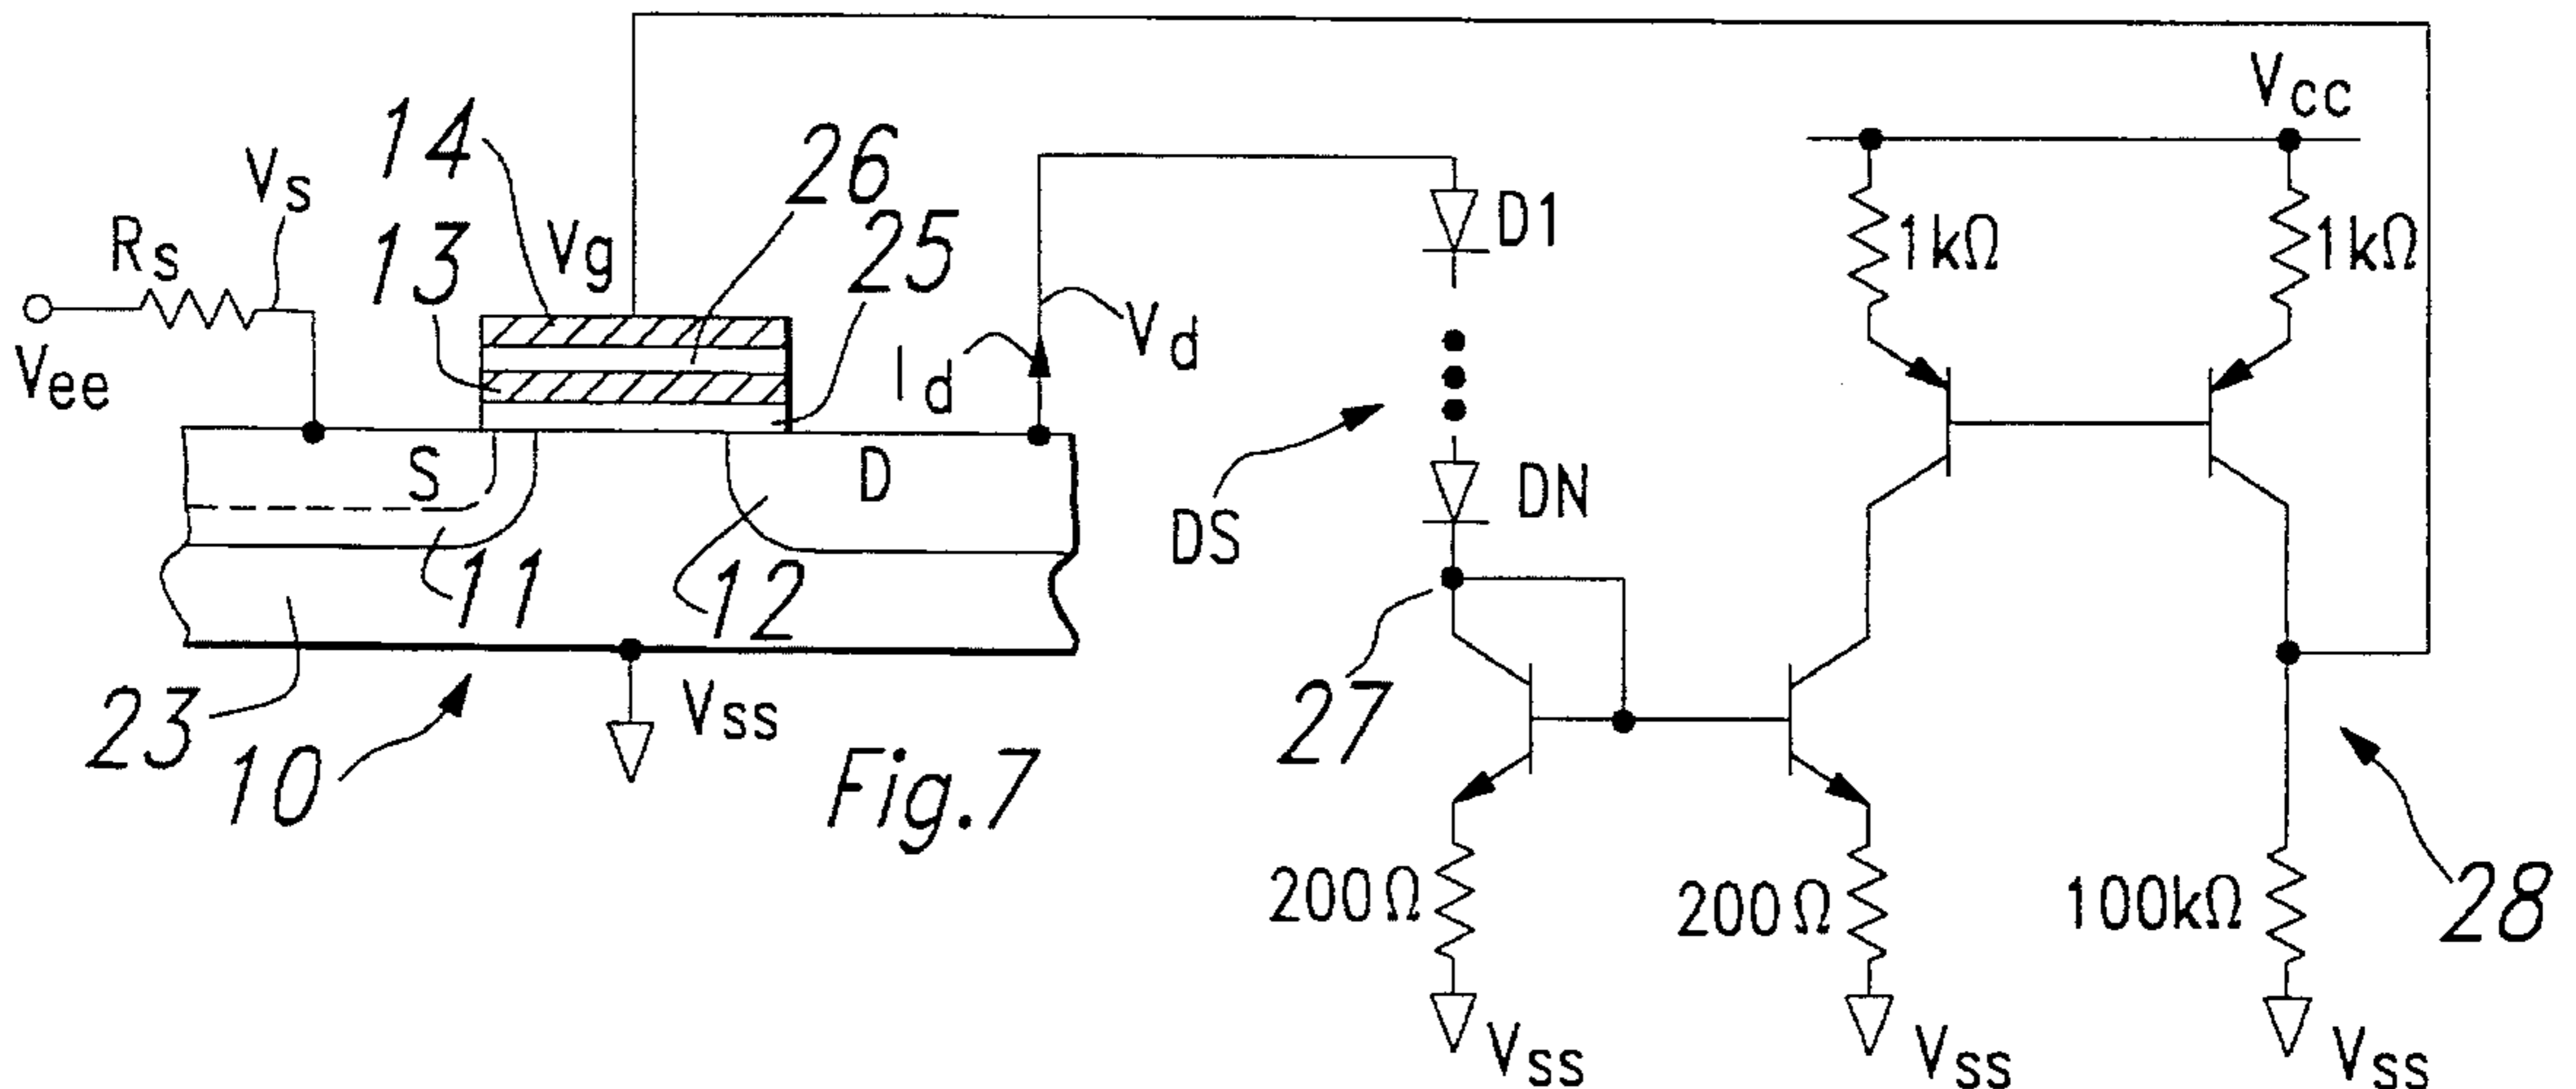 Vcc
14
26
Vs
Rs
13
Vg
25
D1
1kΩ
1kΩ
Vee
Id
Vd
S
D
DN
DS
11
12
27
23
10
Vss
Fig.7
200Ω
200Ω
100kΩ
28
Vss
Vss
Vss